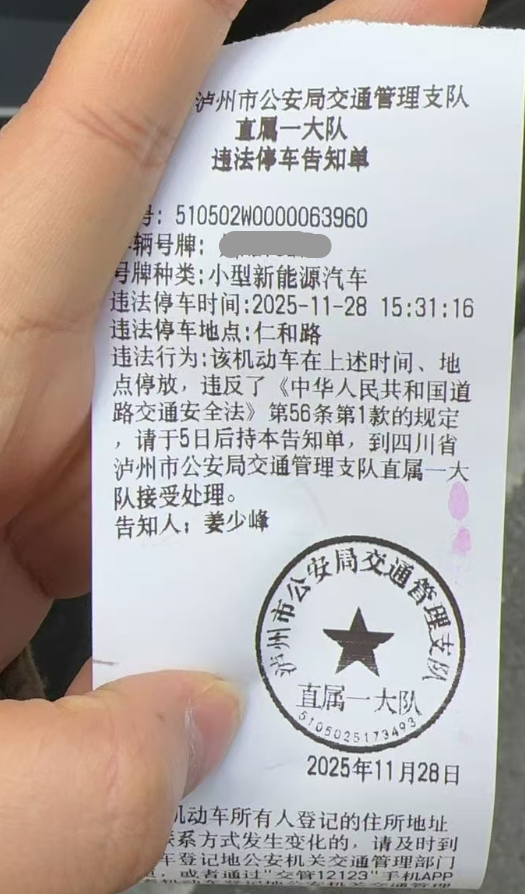 泸州市公安局交通管理支队
直属一大队
违法停车告知单
号: 510502W0000063960
车辆号牌:
号牌种类:小型新能源汽车
违法停车时间:2025-11-28 15:31:16
违法停车地点:仁和路
违法行为:该机动车在上述时间、地
点停放，违反了《中华人民共和国道
路交通安全法》第56条第1款的规定
，请于5日后持本告知单，到四川省
泸州市公安局交通管理支队直属一大
队接受处理。
告知人：姜少峰
泸州市公安局交通管理支队
直属一大队
5105025173493
2025年11月28日
机动车所有人登记的住所地址
联系方式发生变化的，请及时到
车登记地公安机关交通管理部门
，或者通过“交管12123”手机APP